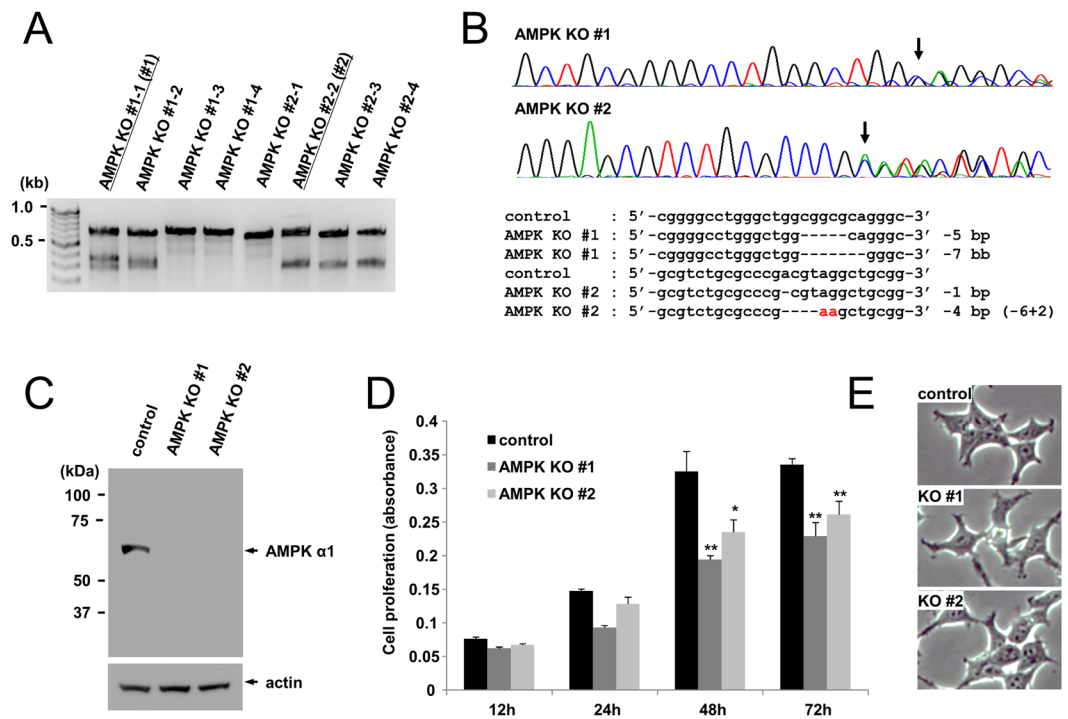 A
AMPK KO #1-1 (#1)
AMPK KO #1-2
AMPK KO #1-3
AMPK KO #1-4
AMPK KO #2-1
AMPK KO #2-2 (#2)
AMPK KO #2-3
AMPK KO #2-4
(kb)
1.0
0.5
B
AMPK KO #1
AMPK KO #2
control : 5’-cggggcctgggctggcggcgcagggc-3’
AMPK KO #1 : 5’-cggggcctgggctgg-----cagggc-3’ -5 bp
AMPK KO #1 : 5’-cggggcctgggctgg-------gggc-3’ -7 bb
control : 5’-gcgtctgcgcccgacgtaggctgcgg-3’
AMPK KO #2 : 5’-gcgtctgcgcccg-cgtaggctgcgg-3’ -1 bp
AMPK KO #2 : 5’-gcgtctgcgcccg----aagctgcgg-3’ -4 bp (-6+2)
C
control
AMPK KO #1
AMPK KO #2
(kDa)
100
75
50
37
AMPK α1
actin
D
Cell proliferation (absorbance)
0.4
0.35
0.3
0.25
0.2
0.15
0.1
0.05
0
control
AMPK KO #1
AMPK KO #2
** *
** **
12h 24h 48h 72h
E
control
KO #1
KO #2